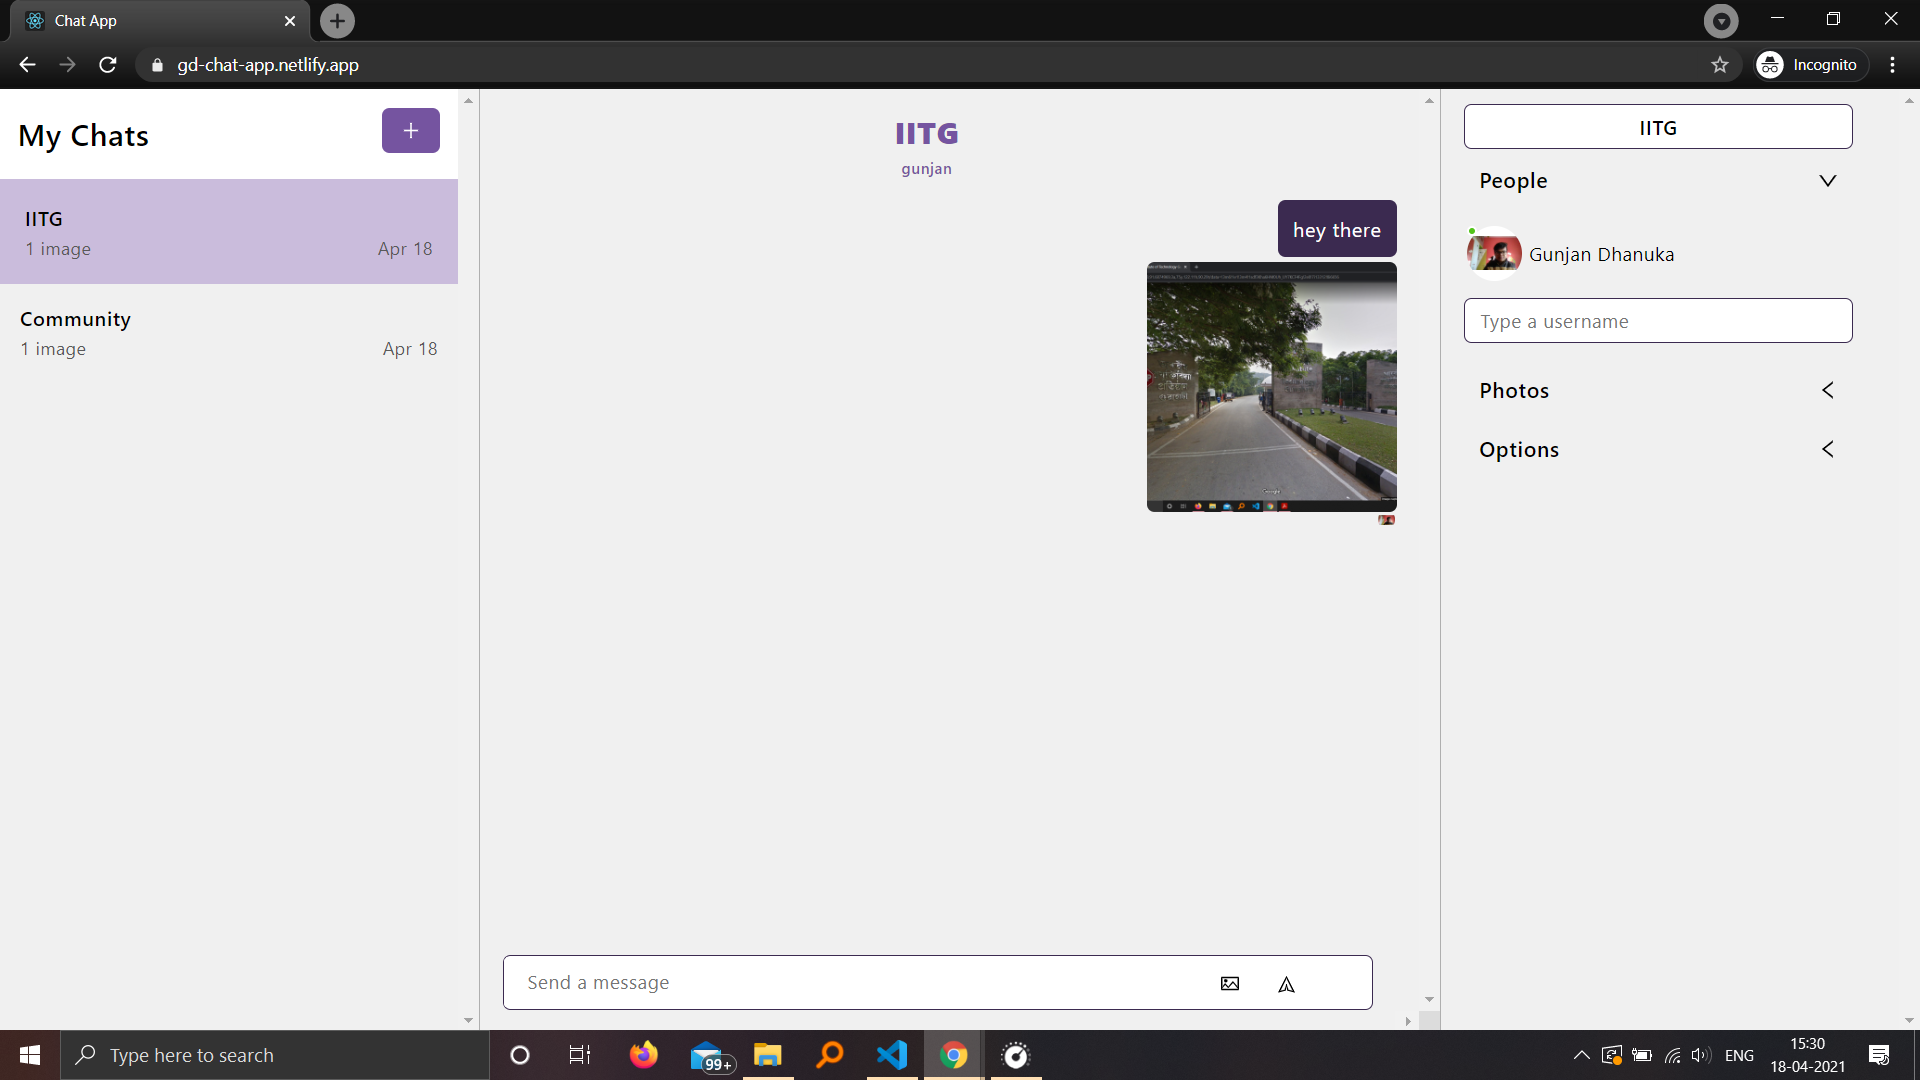 Chat App
gd-chat-app.netlify.app
Incognito
My Chats
+
IITG
1 image
Apr 18
Community
1 image
Apr 18
IITG
gunjan
hey there
Send a message
IITG
People
Gunjan Dhanuka
Type a username
Photos
Options
Type here to search
99+
ENG
15:30
18-04-2021